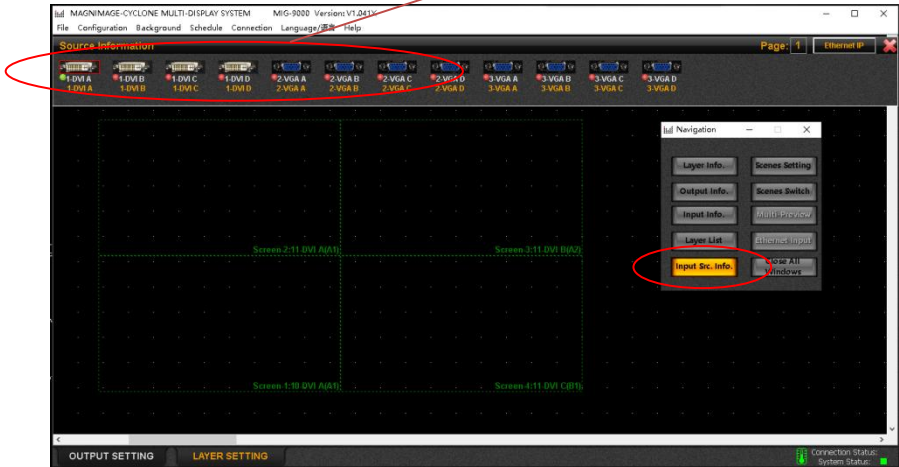 MAGNIMAGE-CYCLONE MULTI-DISPLAY SYSTEM MIG-9000 Version: V1.041X
File Configuration Background Schedule Connection Language/语言 Help
Source Information Page: 1 Ethernet IP
1-DVI A 1-DVI B 1-DVI C 1-DVI D 2-VGA A 2-VGA B 2-VGA C 2-VGA D 3-VGA A 3-VGA B 3-VGA C 3-VGA D
1-DVI A 1-DVI B 1-DVI C 1-DVI D 2-VGA A 2-VGA B 2-VGA C 2-VGA D 3-VGA A 3-VGA B 3-VGA C 3-VGA D
Navigation
Layer Info. Scenes Setting
Output Info. Scenes Switch
Input Info. Multi-Preview
Layer List Ethernet Input
Input Src. Info. Close All
Windows
Screen 2:11-DVI A(A1) Screen 3:11-DVI B(A2)
Screen 1:10-DVI A(A1) Screen 4:11-DVI C(B1)
OUTPUT SETTING LAYER SETTING Connection Status:
System Status: